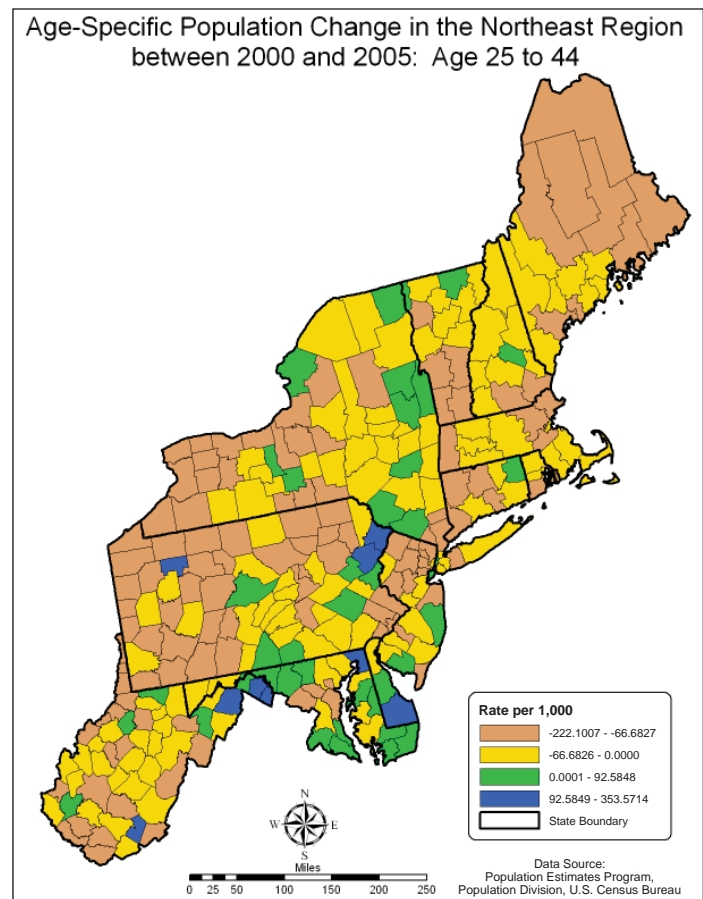 Age-Specific Population Change in the Northeast Region
between 2000 and 2005: Age 25 to 44
Rate per 1,000
-222.1007 - -66.6827
-66.6826 - 0.0000
0.0001 - 92.5848
92.5849 - 353.5714
State Boundary
N
W E
S
Miles
0 25 50 100 150 200 250
Data Source:
Population Estimates Program,
Population Division, U.S. Census Bureau